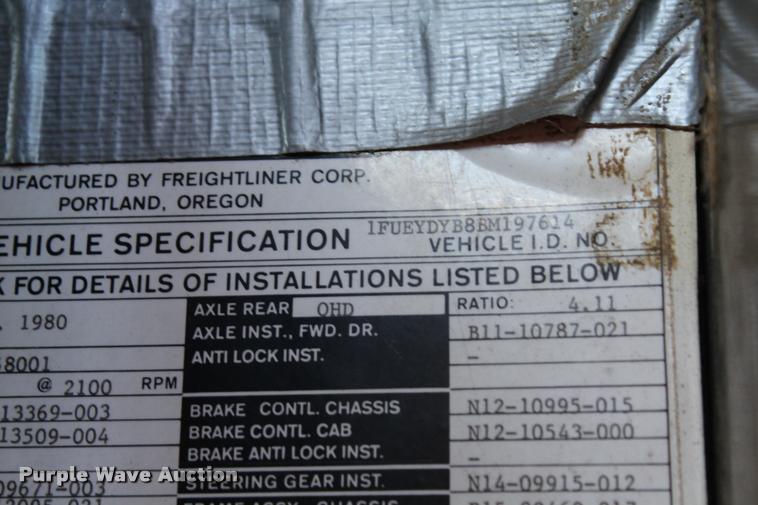 NUFACTURED BY FREIGHTLINER CORP.
PORTLAND, OREGON
EHICLE SPECIFICATION 1FUEYDYB8BM197614
VEHICLE I.D. NO.
K FOR DETAILS OF INSTALLATIONS LISTED BELOW
. 1980 AXLE REAR QHD RATIO: 4.11
AXLE INST., FWD. DR. B11-10787-021
ANTI LOCK INST. -
8001
@ 2100 RPM
13369-003 BRAKE CONTL. CHASSIS N12-10995-015
13509-004 BRAKE CONTL. CAB N12-10543-000
BRAKE ANTI LOCK INST. -
09671-003 STEERING GEAR INST. N14-09915-012
Purple Wave Auction